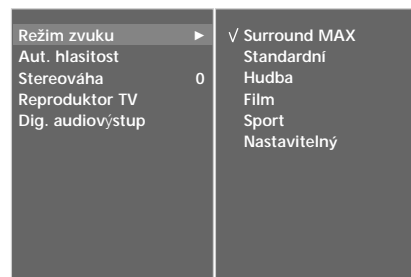 Režim zvuku ►
Aut. hlasitost
Stereováha 0
Reproduktor TV
Dig. audiovýstup
√ Surround MAX
Standardní
Hudba
Film
Sport
Nastavitelný